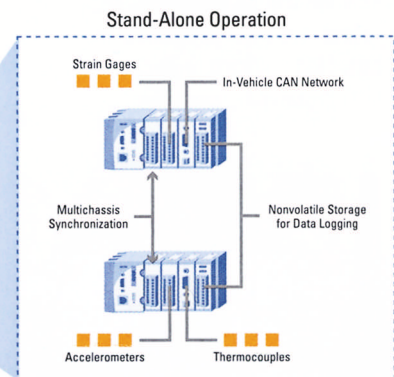 Stand-Alone Operation
Strain Gages
In-Vehicle CAN Network
Multichassis
Synchronization
Nonvolatile Storage
for Data Logging
Accelerometers
Thermocouples